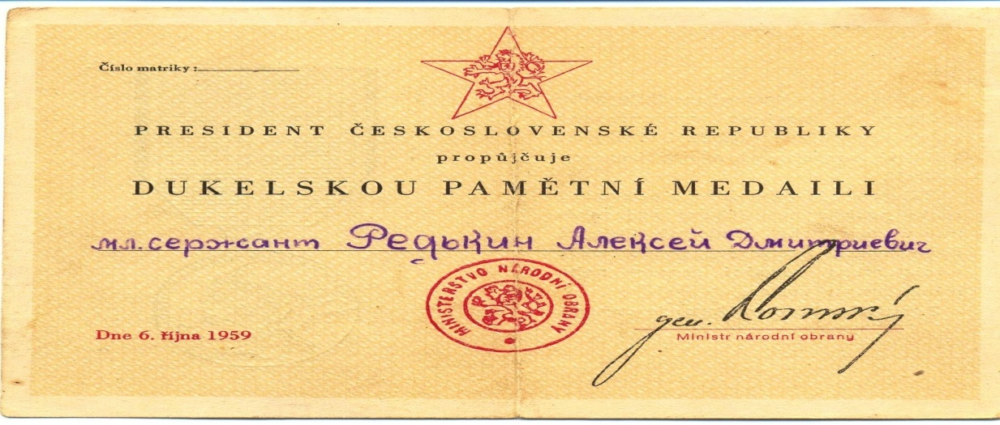 Číslo matriky :
PRESIDENT ČESKOSLOVENSKÉ REPUBLIKY
propůjčuje
DUKELSKOU PAMĚTNÍ MEDAILI
мл. сержант Редькин Алексей Дмитриевич
MINISTERSTVO NÁRODNÍ OBRANY
Dne 6. října 1959
gen. Lomský
Ministr národní obrany